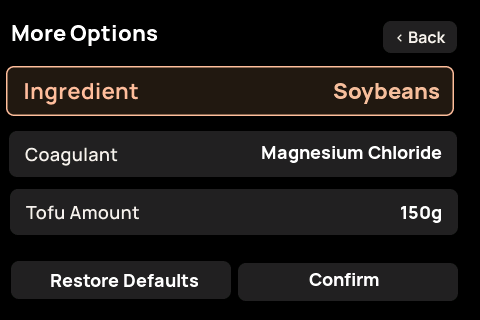 More Options
‹ Back
Ingredient Soybeans
Coagulant Magnesium Chloride
Tofu Amount 150g
Restore Defaults Confirm